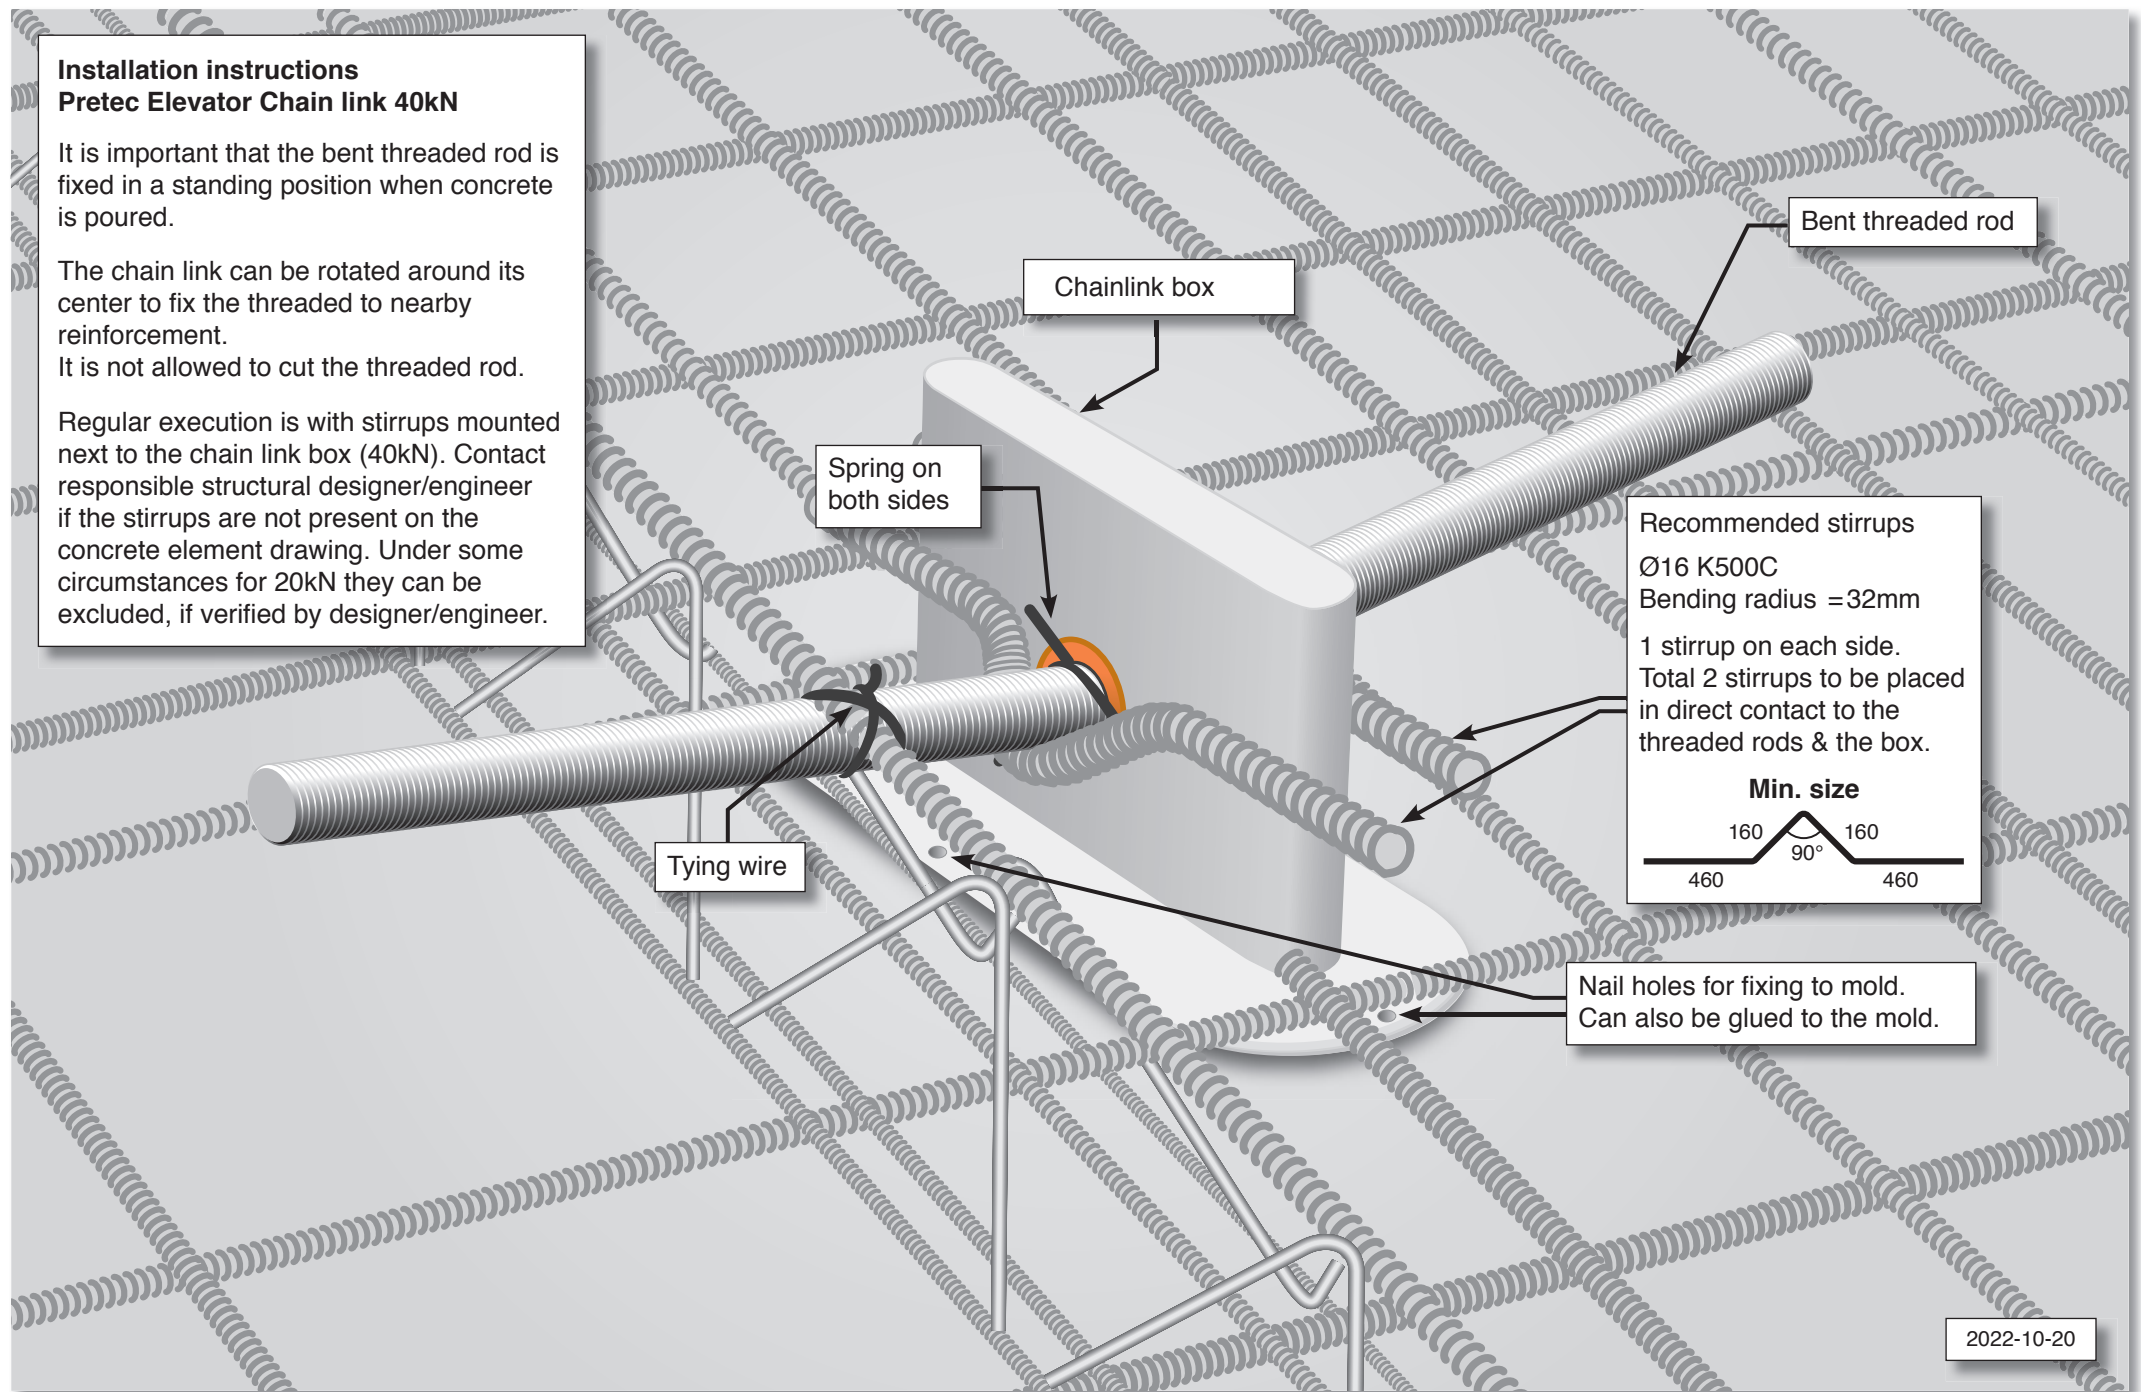 Installation instructions
Pretec Elevator Chain link 40kN
It is important that the bent threaded rod is
fixed in a standing position when concrete
is poured.
The chain link can be rotated around its
center to fix the threaded to nearby
reinforcement.
It is not allowed to cut the threaded rod.
Regular execution is with stirrups mounted
next to the chain link box (40kN). Contact
responsible structural designer/engineer
if the stirrups are not present on the
concrete element drawing. Under some
circumstances for 20kN they can be
excluded, if verified by designer/engineer.
Bent threaded rod
Chainlink box
Spring on
both sides
Recommended stirrups
Ø16 K500C
Bending radius =32mm
1 stirrup on each side.
Total 2 stirrups to be placed
in direct contact to the
threaded rods & the box.
Min. size
160 160
90°
460 460
Tying wire
Nail holes for fixing to mold.
Can also be glued to the mold.
2022-10-20